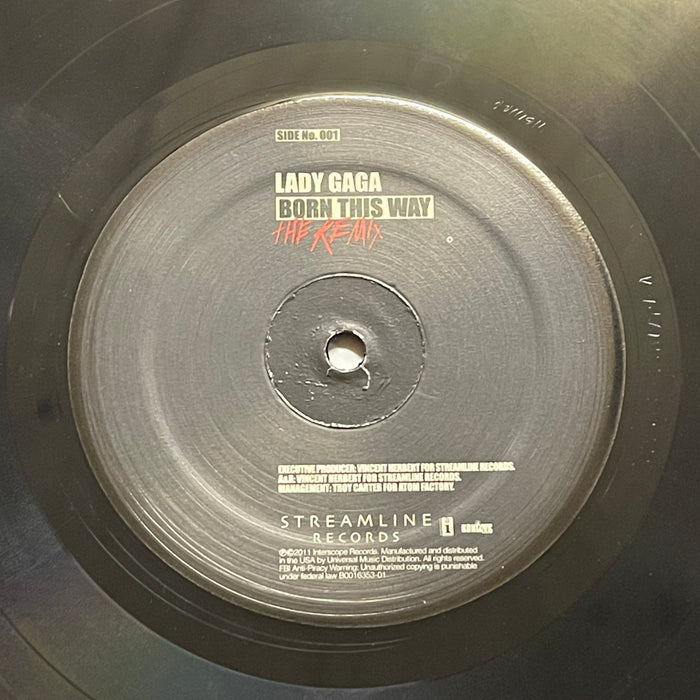 SIDE No. 001
LADY GAGA
BORN THIS WAY
THE REMIX
EXECUTIVE PRODUCER: VINCENT HERBERT FOR STREAMLINE RECORDS.
A&R: VINCENT HERBERT FOR STREAMLINE RECORDS.
MANAGEMENT: TROY CARTER FOR ATOM FACTORY.
STREAMLINE
RECORDS
i
KONLIVE
℗©2011 Interscope Records. Manufactured and distributed
in the USA by Universal Music Distribution. All rights reserved.
FBI Anti-Piracy Warning: Unauthorized copying is punishable
under federal law B0016353-01